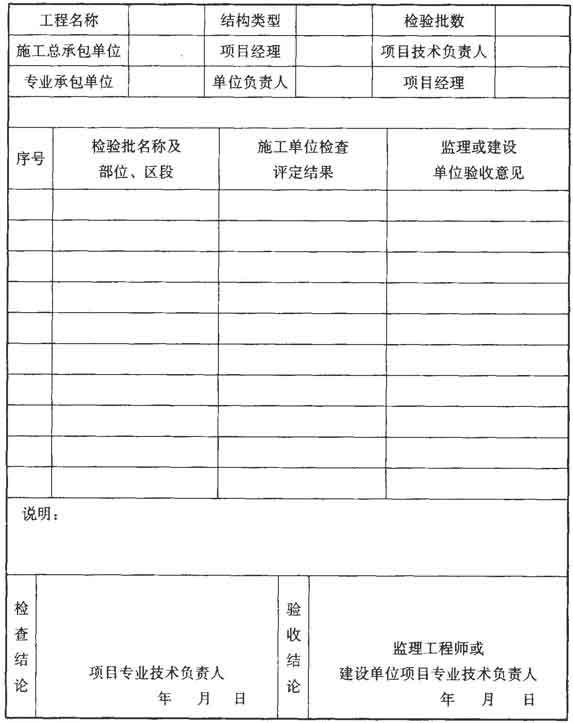 工程名称 结构类型 检验批数
施工总承包单位 项目经理 项目技术负责人
专业承包单位 单位负责人 项目经理
序号 检验批名称及 施工单位检查 监理或建设
部位、区段 评定结果 单位验收意见
说明：
检查结论
项目专业技术负责人
年 月 日
验收结论
监理工程师或
建设单位项目专业技术负责人
年 月 日